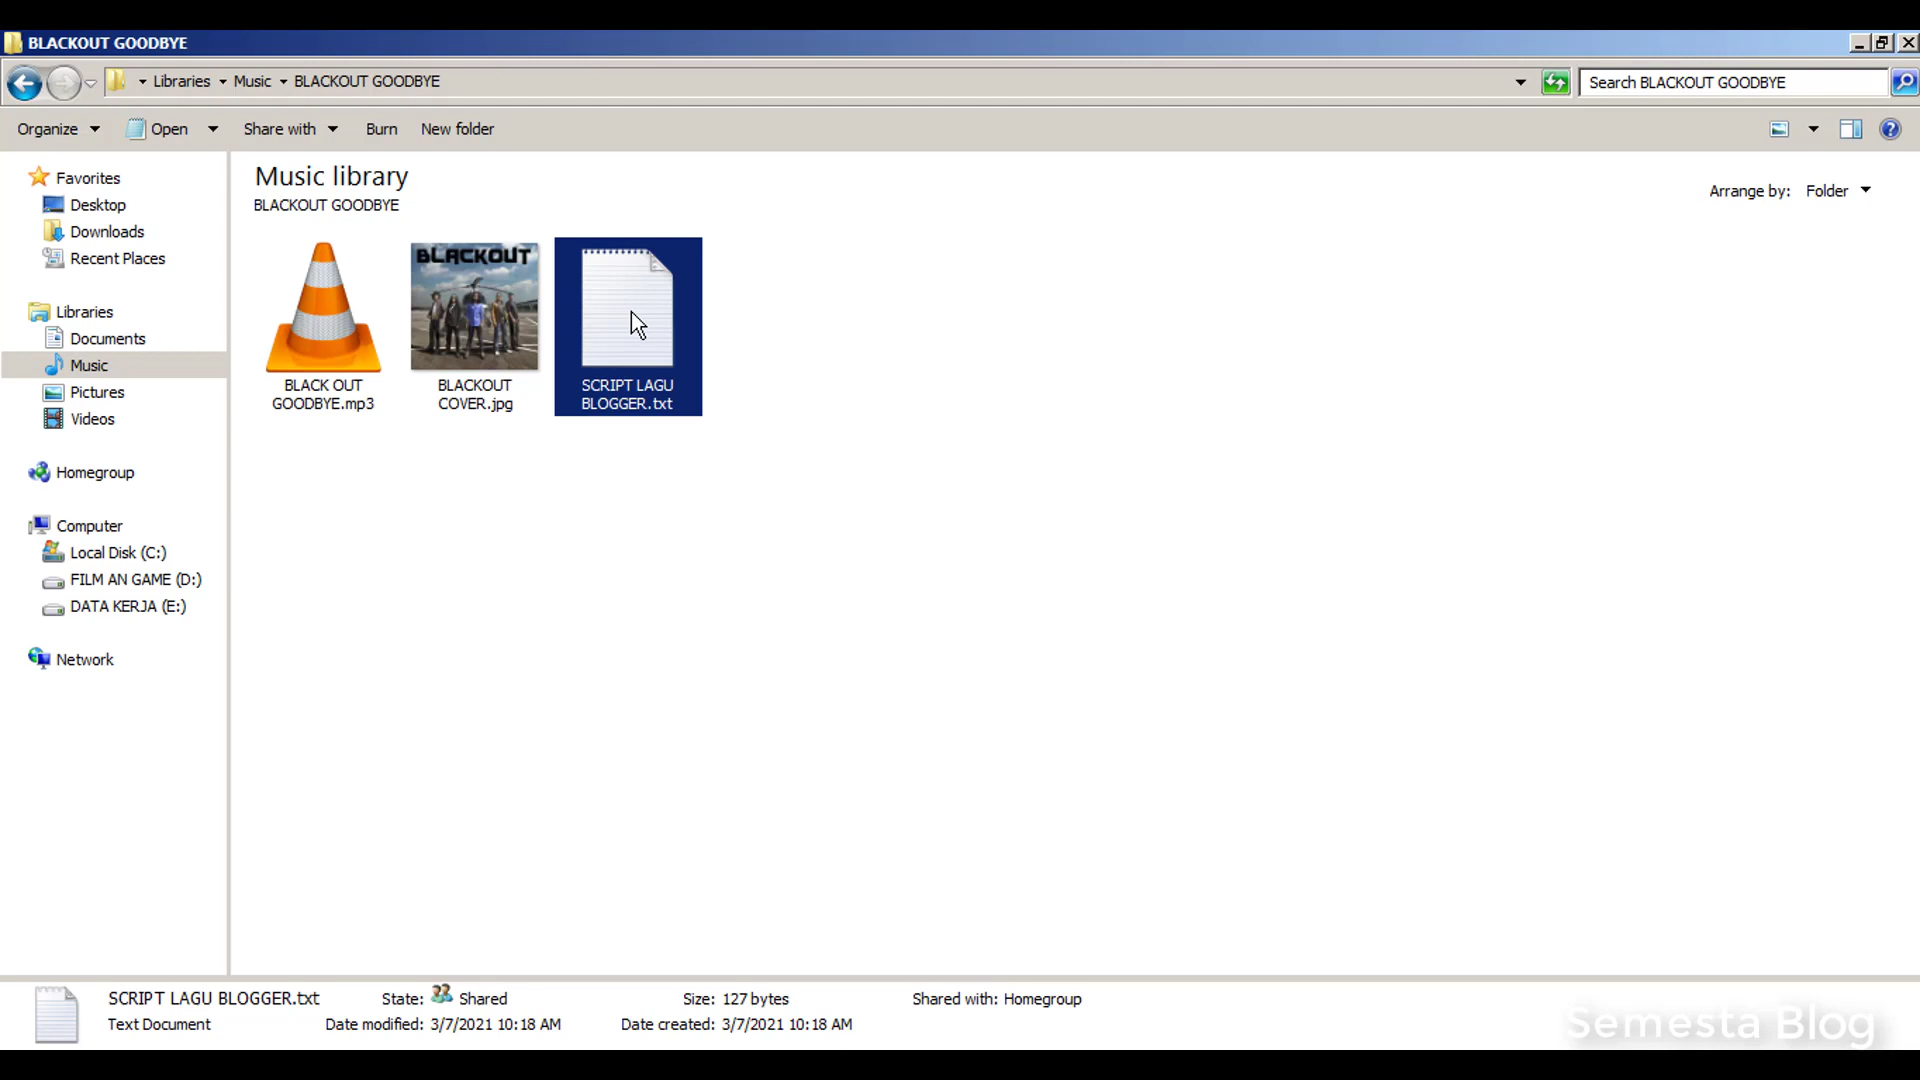 BLACKOUT GOODBYE
Libraries Music BLACKOUT GOODBYE
Search BLACKOUT GOODBYE
Organize Open Share with Burn New folder
Favorites
Desktop
Downloads
Recent Places
Libraries
Documents
Music
Pictures
Videos
Homegroup
Computer
Local Disk (C:)
FILM AN GAME (D:)
DATA KERJA (E:)
Network
Music library
BLACKOUT GOODBYE
Arrange by: Folder
BLACKOUT
BLACK OUT
GOODBYE.mp3
BLACKOUT
COVER.jpg
SCRIPT LAGU
BLOGGER.txt
SCRIPT LAGU BLOGGER.txt State: Shared Size: 127 bytes Shared with: Homegroup
Text Document Date modified: 3/7/2021 10:18 AM Date created: 3/7/2021 10:18 AM
Semesta Blog